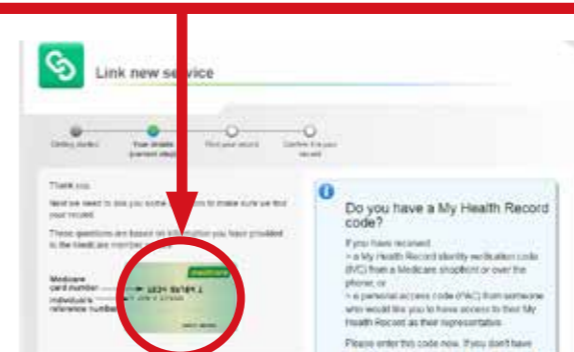 Link new service
Getting started
Your details
(current step)
Find your record
Confirm it is your
record
Thank you.
Next we need to ask you some to make sure we find
your record.
These questions are based on information you have provided
to the Medicare
Medicare
card number
Individual's
reference number
medicare
Do you have a My Health Record
code?
If you have received:
> a My Health Record identity verification code
(IVC) from a Medicare shopfront or over the
phone; or
> a personal access code (PAC) from someone
who would like you to have access to their My
Health Record as their representative.
Please enter this code now. If you don't have